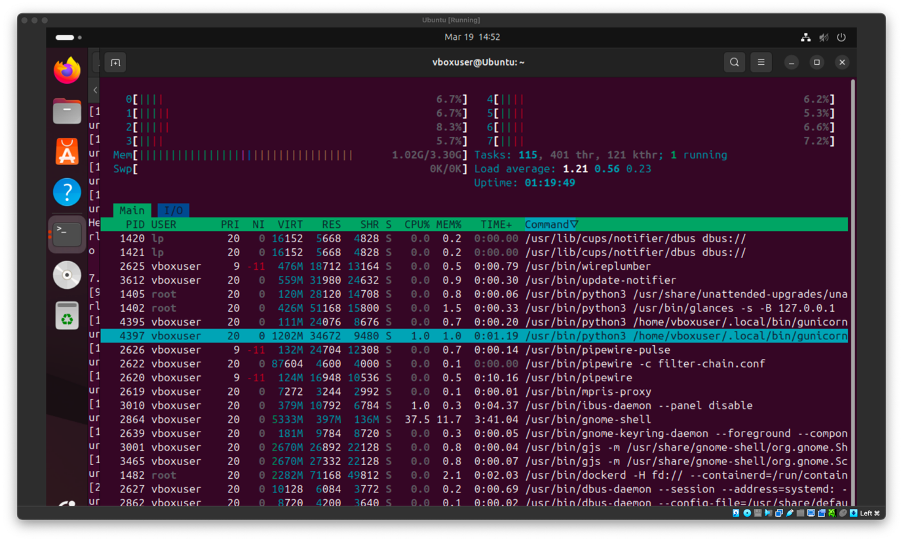 Ubuntu [Running]
Mar 19 14:52
vboxuser@Ubuntu: ~
0[|||| 6.7%] 4[|||| 6.2%]
1[||||| 6.7%] 5[|||| 5.3%]
2[||||| 8.3%] 6[|||| 6.6%]
3[|||| 5.7%] 7[|||| 7.2%]
Mem[|||||||||||||||||||||||||||||||||||| 1.02G/3.30G] Tasks: 115, 401 thr, 121 kthr; 1 running
Swp[ 0K/0K] Load average: 1.21 0.56 0.23
Uptime: 01:19:49
Main I/O
PID USER PRI NI VIRT RES SHR S CPU% MEM% TIME+ Command▽
1420 lp 20 0 16152 5668 4828 S 0.0 0.2 0:00.00 /usr/lib/cups/notifier/dbus dbus://
1421 lp 20 0 16152 5668 4828 S 0.0 0.2 0:00.00 /usr/lib/cups/notifier/dbus dbus://
2625 vboxuser 9 -11 476M 18712 13164 S 0.0 0.5 0:00.79 /usr/bin/wireplumber
3612 vboxuser 20 0 559M 31980 24632 S 0.0 0.9 0:00.30 /usr/bin/update-notifier
1405 root 20 0 120M 28120 14708 S 0.0 0.8 0:00.06 /usr/bin/python3 /usr/share/unattended-upgrades/una
1402 root 20 0 426M 51168 15800 S 0.0 1.5 0:00.33 /usr/bin/python3 /usr/bin/glances -s -B 127.0.0.1
4395 vboxuser 20 0 111M 24076 8676 S 0.0 0.7 0:00.20 /usr/bin/python3 /home/vboxuser/.local/bin/gunicorn
4397 vboxuser 20 0 1202M 34672 9480 S 1.0 1.0 0:01.19 /usr/bin/python3 /home/vboxuser/.local/bin/gunicorn
2626 vboxuser 9 -11 132M 24704 12308 S 0.0 0.7 0:00.14 /usr/bin/pipewire-pulse
2622 vboxuser 20 0 87604 4600 4000 S 0.0 0.1 0:00.00 /usr/bin/pipewire -c filter-chain.conf
2620 vboxuser 9 -11 124M 16948 10536 S 0.0 0.5 0:10.16 /usr/bin/pipewire
2619 vboxuser 20 0 7272 3244 2992 S 0.0 0.1 0:00.01 /usr/bin/mpris-proxy
3010 vboxuser 20 0 379M 10792 6784 S 1.0 0.3 0:04.37 /usr/bin/ibus-daemon --panel disable
2864 vboxuser 20 0 5333M 397M 136M S 37.5 11.7 3:41.04 /usr/bin/gnome-shell
2639 vboxuser 20 0 181M 9784 8720 S 0.0 0.3 0:00.05 /usr/bin/gnome-keyring-daemon --foreground --compon
3001 vboxuser 20 0 2670M 26892 22128 S 0.0 0.8 0:00.04 /usr/bin/gjs -m /usr/share/gnome-shell/org.gnome.Sh
3465 vboxuser 20 0 2670M 27332 22128 S 0.0 0.8 0:00.07 /usr/bin/gjs -m /usr/share/gnome-shell/org.gnome.Sc
1482 root 20 0 2282M 71168 49812 S 0.0 2.1 0:02.03 /usr/bin/dockerd -H fd:// --containerd=/run/contain
2627 vboxuser 20 0 10128 6084 3772 S 0.0 0.2 0:00.69 /usr/bin/dbus-daemon --session --address=systemd: -
2862 vboxuser 20 0 8720 4200 3640 S 0.0 0.1 0:00.02 /usr/bin/dbus-daemon --config-file=/usr/share/defau
Left ⌘